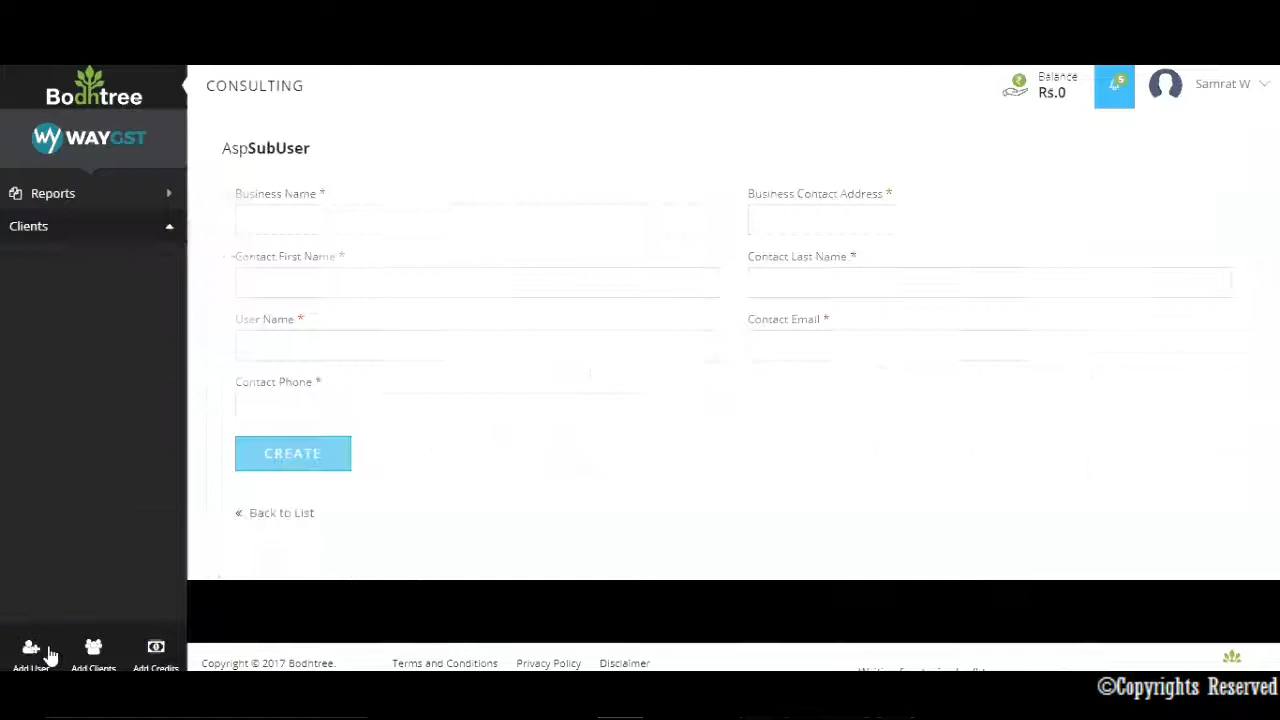 Bodhtree
CONSULTING
Balance
Rs.0
5
Samrat W
WAYGST
AspSubUser
Reports
Clients
Business Name *
Business Contact Address *
Contact First Name *
Contact Last Name *
User Name *
Contact Email *
Contact Phone *
CREATE
« Back to List
Add User
Add Clients
Add Credits
Copyright © 2017 Bodhtree.
Terms and Conditions
Privacy Policy
Disclaimer
©Copyrights Reserved